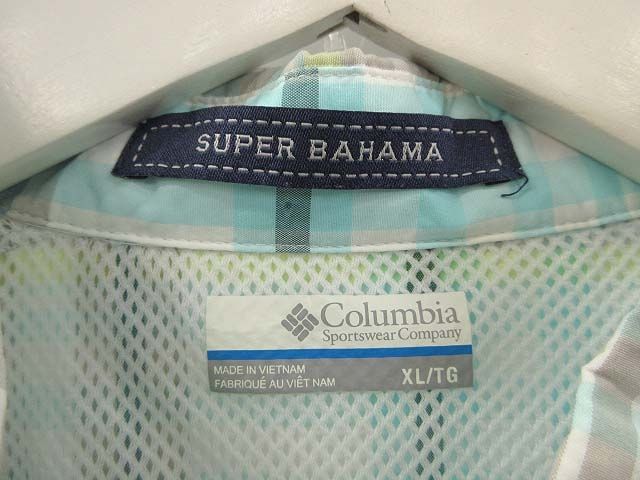 SUPER BAHAMA
Columbia
Sportswear Company
MADE IN VIETNAM
FABRIQUÉ AU VIÊT NAM
XL/TG